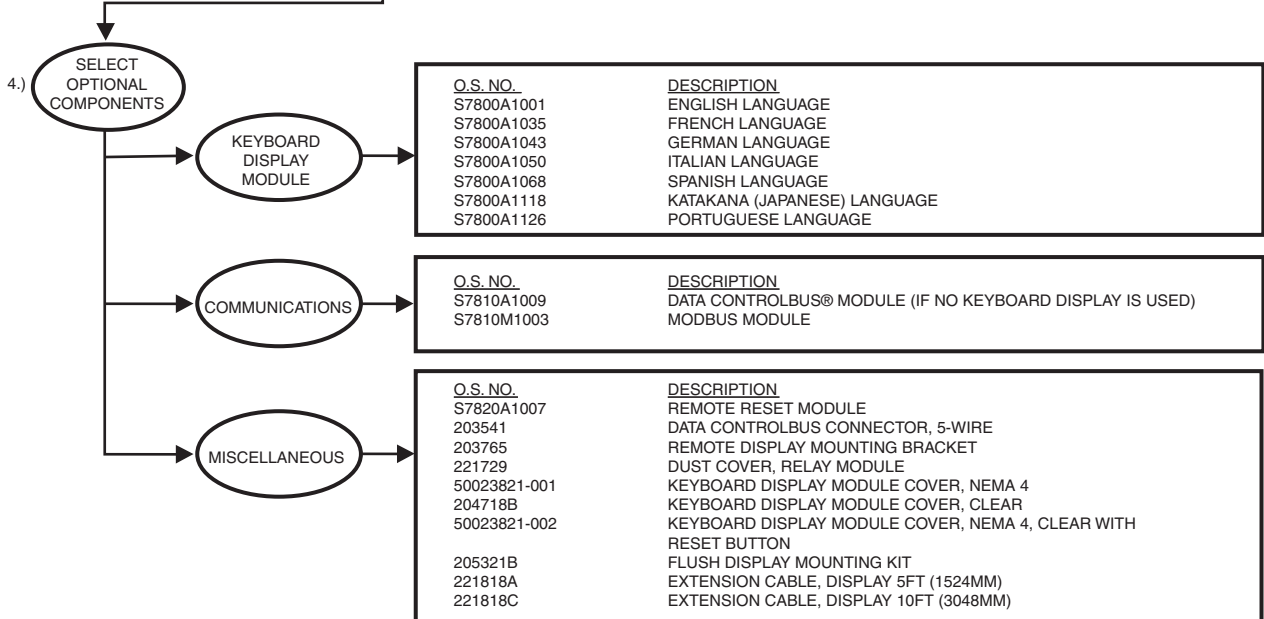 4.) SELECT
OPTIONAL
COMPONENTS
KEYBOARD
DISPLAY
MODULE
O.S. NO. DESCRIPTION
S7800A1001 ENGLISH LANGUAGE
S7800A1035 FRENCH LANGUAGE
S7800A1043 GERMAN LANGUAGE
S7800A1050 ITALIAN LANGUAGE
S7800A1068 SPANISH LANGUAGE
S7800A1118 KATAKANA (JAPANESE) LANGUAGE
S7800A1126 PORTUGUESE LANGUAGE
COMMUNICATIONS
O.S. NO. DESCRIPTION
S7810A1009 DATA CONTROLBUS® MODULE (IF NO KEYBOARD DISPLAY IS USED)
S7810M1003 MODBUS MODULE
MISCELLANEOUS
O.S. NO. DESCRIPTION
S7820A1007 REMOTE RESET MODULE
203541 DATA CONTROLBUS CONNECTOR, 5-WIRE
203765 REMOTE DISPLAY MOUNTING BRACKET
221729 DUST COVER, RELAY MODULE
50023821-001 KEYBOARD DISPLAY MODULE COVER, NEMA 4
204718B KEYBOARD DISPLAY MODULE COVER, CLEAR
50023821-002 KEYBOARD DISPLAY MODULE COVER, NEMA 4, CLEAR WITH
RESET BUTTON
205321B FLUSH DISPLAY MOUNTING KIT
221818A EXTENSION CABLE, DISPLAY 5FT (1524MM)
221818C EXTENSION CABLE, DISPLAY 10FT (3048MM)